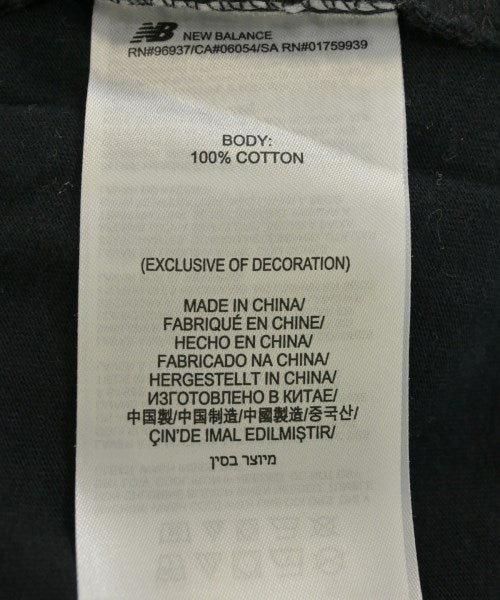 NB NEW BALANCE
RN#96937/CA#06054/SA RN#01759939
BODY:
100% COTTON
(EXCLUSIVE OF DECORATION)
MADE IN CHINA/
FABRIQUÉ EN CHINE/
HECHO EN CHINA/
FABRICADO NA CHINA/
HERGESTELLT IN CHINA/
ИЗГОТОВЛЕНО В КИТАЕ/
中国製/中国制造/中國製造/중국산/
ÇIN'DE IMAL EDILMIŞTIR/
מיוצר בסין